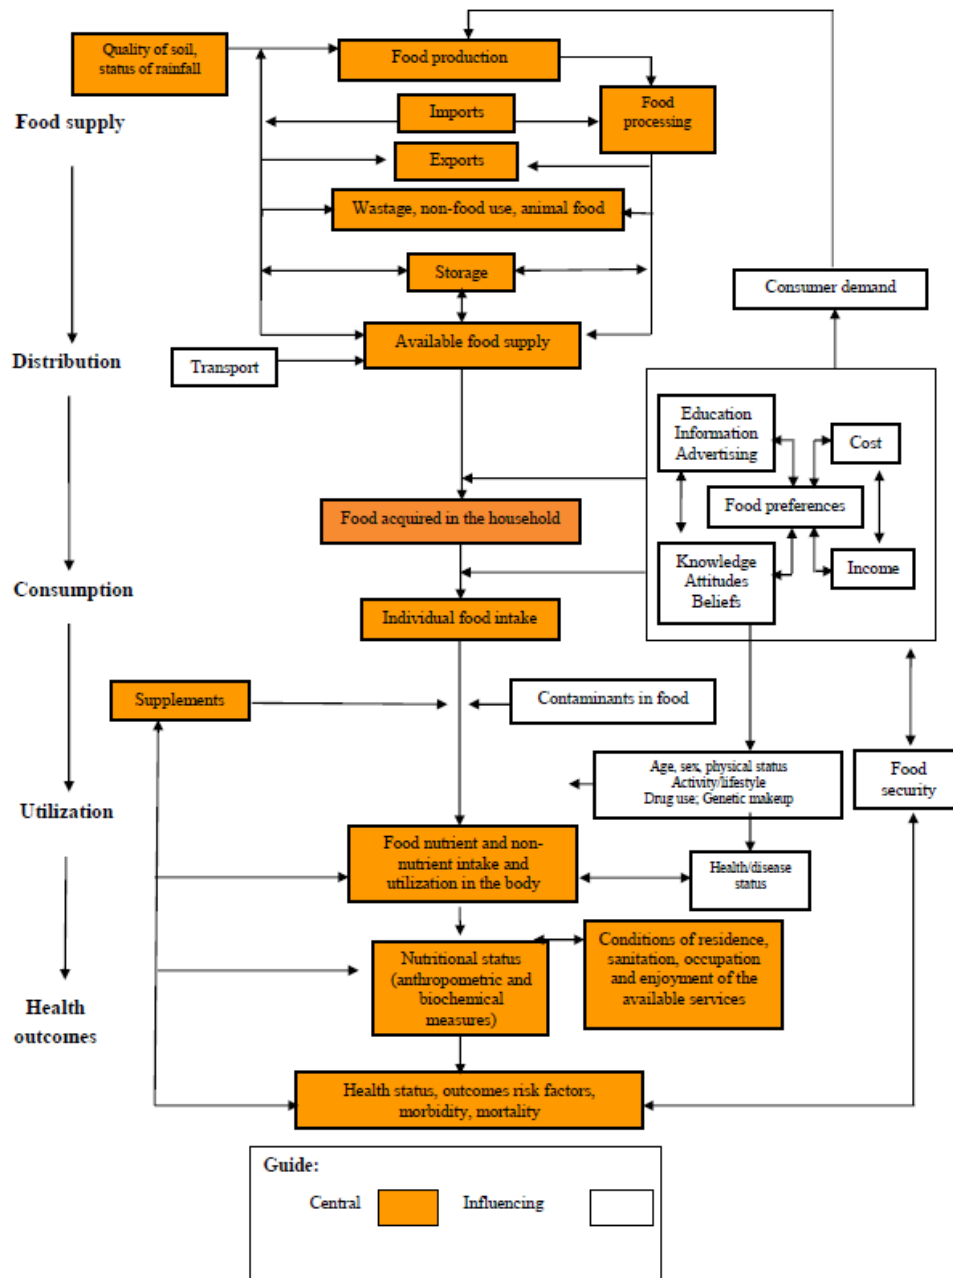 Quality of soil,
status of rainfall
Food production
Food supply
Imports
Food
processing
Exports
Wastage, non-food use, animal food
Storage
Consumer demand
Available food supply
Distribution
Transport
Education
Information
Advertising
Cost
Food preferences
Food acquired in the household
Knowledge
Attitudes
Beliefs
Income
Consumption
Individual food intake
Supplements
Contaminants in food
Age, sex, physical status
Activity/lifestyle
Drug use; Genetic makeup
Food
security
Utilization
Food nutrient and non-
nutrient intake and
utilization in the body
Health/disease
status
Nutritional status
(anthropometric and
biochemical
measures)
Conditions of residence,
sanitation, occupation
and enjoyment of the
available services
Health
outcomes
Health status, outcomes risk factors,
morbidity, mortality
Guide:
Central
Influencing